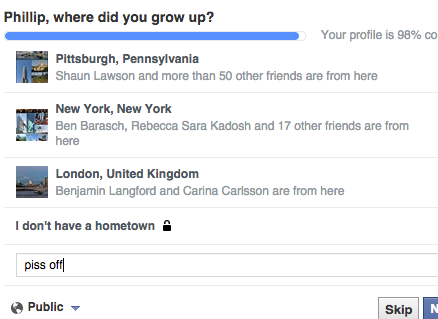 Phillip, where did you grow up?
Your profile is 98% co
Pittsburgh, Pennsylvania
Shaun Lawson and more than 50 other friends are from here
New York, New York
Ben Barasch, Rebecca Sara Kadosh and 17 other friends are from
here
London, United Kingdom
Benjamin Langford and Carina Carlsson are from here
I don't have a hometown
piss off
Public
Skip
N